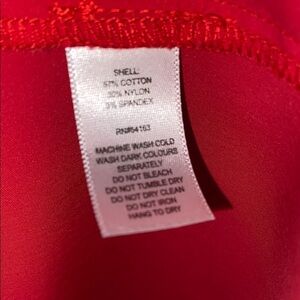 SHELL:
67% COTTON
30% NYLON
3% SPANDEX
RN#54163
MACHINE WASH COLD
WASH DARK COLOURS
SEPARATELY
DO NOT BLEACH
DO NOT TUMBLE DRY
DO NOT DRY CLEAN
DO NOT IRON
HANG TO DRY